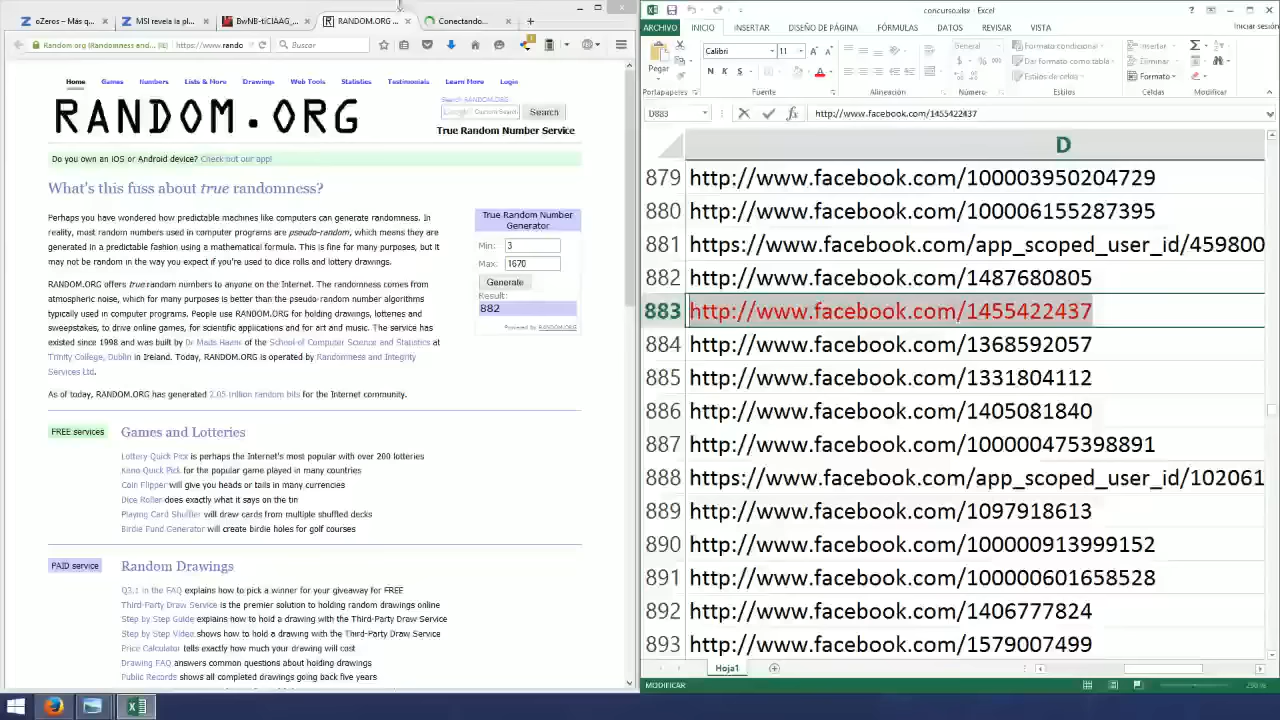 oZeros – Más q...
MSI revela la pl...
BwNB-tiCIAAG_...
RANDOM.ORG ...
Conectando...
Random.org (Randomness and...
https://www.rando
Buscar
Home Games Numbers Lists & More Drawings Web Tools Statistics Testimonials Learn More Login
RANDOM.ORG
Search RANDOM.ORG
Search
True Random Number Service
Do you own an iOS or Android device? Check out our app!
What's this fuss about true randomness?
Perhaps you have wondered how predictable machines like computers can generate randomness. In
reality, most random numbers used in computer programs are pseudo-random, which means they are
generated in a predictable fashion using a mathematical formula. This is fine for many purposes, but it
may not be random in the way you expect if you're used to dice rolls and lottery drawings.
RANDOM.ORG offers true random numbers to anyone on the Internet. The randomness comes from
atmospheric noise, which for many purposes is better than the pseudo-random number algorithms
typically used in computer programs. People use RANDOM.ORG for holding drawings, lotteries and
sweepstakes, to drive online games, for scientific applications and for art and music. The service has
existed since 1998 and was built by Dr Mads Haahr of the School of Computer Science and Statistics at
Trinity College, Dublin in Ireland. Today, RANDOM.ORG is operated by Randomness and Integrity
Services Ltd.
As of today, RANDOM.ORG has generated 2.05 trillion random bits for the Internet community.
True Random Number
Generator
Min: 3
Max: 1670
Generate
Result:
882
Powered by RANDOM.ORG
FREE services
Games and Lotteries
Lottery Quick Pick is perhaps the Internet's most popular with over 200 lotteries
Keno Quick Pick for the popular game played in many countries
Coin Flipper will give you heads or tails in many currencies
Dice Roller does exactly what it says on the tin
Playing Card Shuffler will draw cards from multiple shuffled decks
Birdie Fund Generator will create birdie holes for golf courses
PAID service
Random Drawings
Q3.1 in the FAQ explains how to pick a winner for your giveaway for FREE
Third-Party Draw Service is the premier solution to holding random drawings online
Step by Step Guide explains how to hold a drawing with the Third-Party Draw Service
Step by Step Video shows how to hold a drawing with the Third-Party Draw Service
Price Calculator tells exactly how much your drawing will cost
Drawing FAQ answers common questions about holding drawings
Public Records shows all completed drawings going back five years
concurso.xlsx - Excel
ARCHIVO INICIO INSERTAR DISEÑO DE PÁGINA FÓRMULAS DATOS REVISAR VISTA Iniciar sesión
Pegar
Calibri 11
N K S
General
Formato condicional
Dar formato como tabla
Estilos de celda
Insertar
Eliminar
Formato
Portapapeles Fuente Alineación Número Estilos Celdas Modificar
D883 http://www.facebook.com/1455422437
D
879 http://www.facebook.com/100003950204729
880 http://www.facebook.com/100006155287395
881 https://www.facebook.com/app_scoped_user_id/459800
882 http://www.facebook.com/1487680805
883 http://www.facebook.com/1455422437
884 http://www.facebook.com/1368592057
885 http://www.facebook.com/1331804112
886 http://www.facebook.com/1405081840
887 http://www.facebook.com/100000475398891
888 https://www.facebook.com/app_scoped_user_id/102061
889 http://www.facebook.com/1097918613
890 http://www.facebook.com/100000913999152
891 http://www.facebook.com/100000601658528
892 http://www.facebook.com/1406777824
893 http://www.facebook.com/1579007499
Hoja1
MODIFICAR
250 %